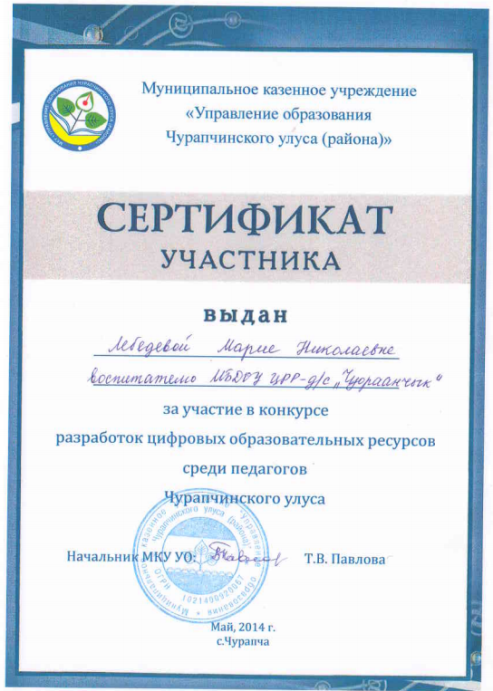 Муниципальное казенное учреждение
«Управление образования
Чурапчинского улуса (района)»
СЕРТИФИКАТ
УЧАСТНИКА
выдан
Лебедевой Марие Николаевне
воспитателю МБДОУ ЦРР-д/с „Чуораанчык“
за участие в конкурсе
разработок цифровых образовательных ресурсов
среди педагогов
Чурапчинского улуса
Начальник МКУ УО: Т.В. Павлова
Май, 2014 г.
с.Чурапча